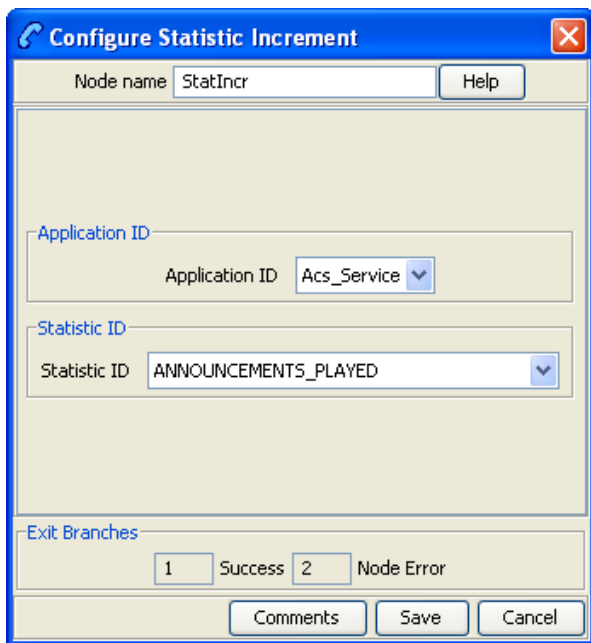 Configure Statistic Increment
Node name StatIncr Help
Application ID
Application ID Acs_Service
Statistic ID
Statistic ID ANNOUNCEMENTS_PLAYED
Exit Branches
1 Success 2 Node Error
Comments Save Cancel